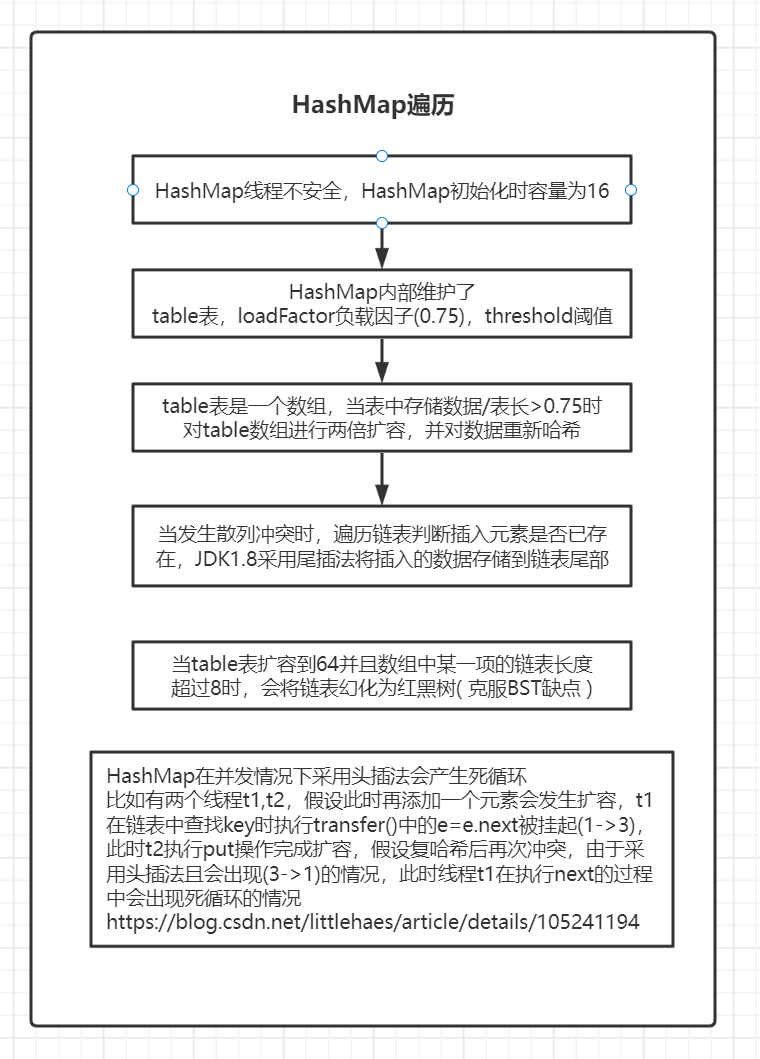 HashMap遍历
HashMap线程不安全，HashMap初始化时容量为16
HashMap内部维护了
table表，loadFactor负载因子(0.75)，threshold阈值
table表是一个数组，当表中存储数据/表长>0.75时
对table数组进行两倍扩容，并对数据重新哈希
当发生散列冲突时，遍历链表判断插入元素是否已存
在，JDK1.8采用尾插法将插入的数据存储到链表尾部
当table表扩容到64并且数组中某一项的链表长度
超过8时，会将链表幻化为红黑树( 克服BST缺点 )
HashMap在并发情况下采用头插法会产生死循环
比如有两个线程t1,t2，假设此时再添加一个元素会发生扩容，t1
在链表中查找key时执行transfer()中的e=e.next被挂起(1->3)，
此时t2执行put操作完成扩容，假设复哈希后再次冲突，由于采
用头插法且会出现(3->1)的情况，此时线程t1在执行next的过程
中会出现死循环的情况
https://blog.csdn.net/littlehaes/article/details/105241194